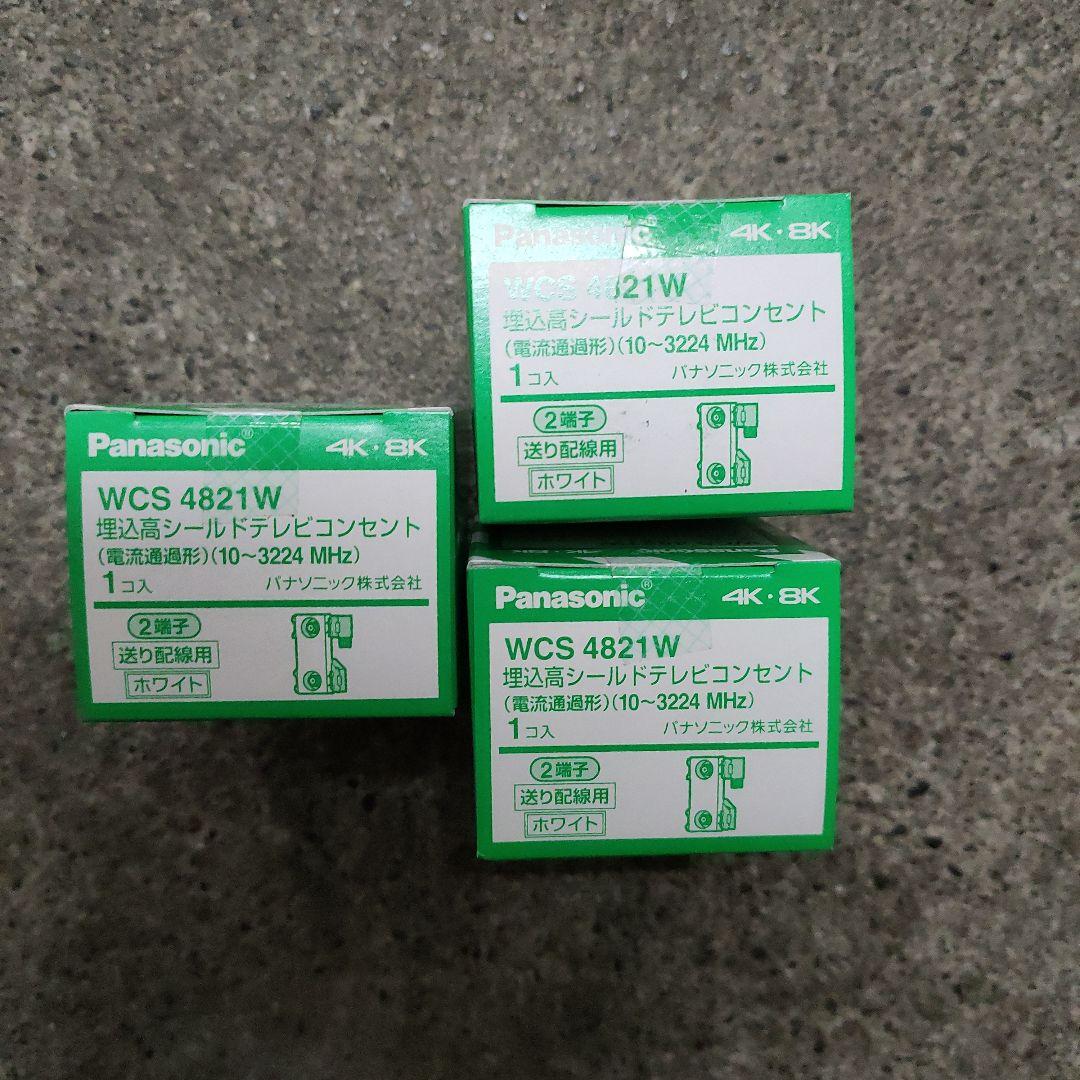 Panasonic® 4K・8K
WCS 4821W
埋込高シールドテレビコンセント
(電流通過形)(10～3224 MHz)
1コ入 パナソニック株式会社
2端子
送り配線用
ホワイト
Panasonic® 4K・8K
WCS 4821W
埋込高シールドテレビコンセント
(電流通過形)(10～3224 MHz)
1コ入 パナソニック株式会社
2端子
送り配線用
ホワイト
Panasonic 4K・8K
Panasonic® 4K・8K
WCS 4821W
埋込高シールドテレビコンセント
(電流通過形)(10～3224 MHz)
1コ入 パナソニック株式会社
2端子
送り配線用
ホワイト